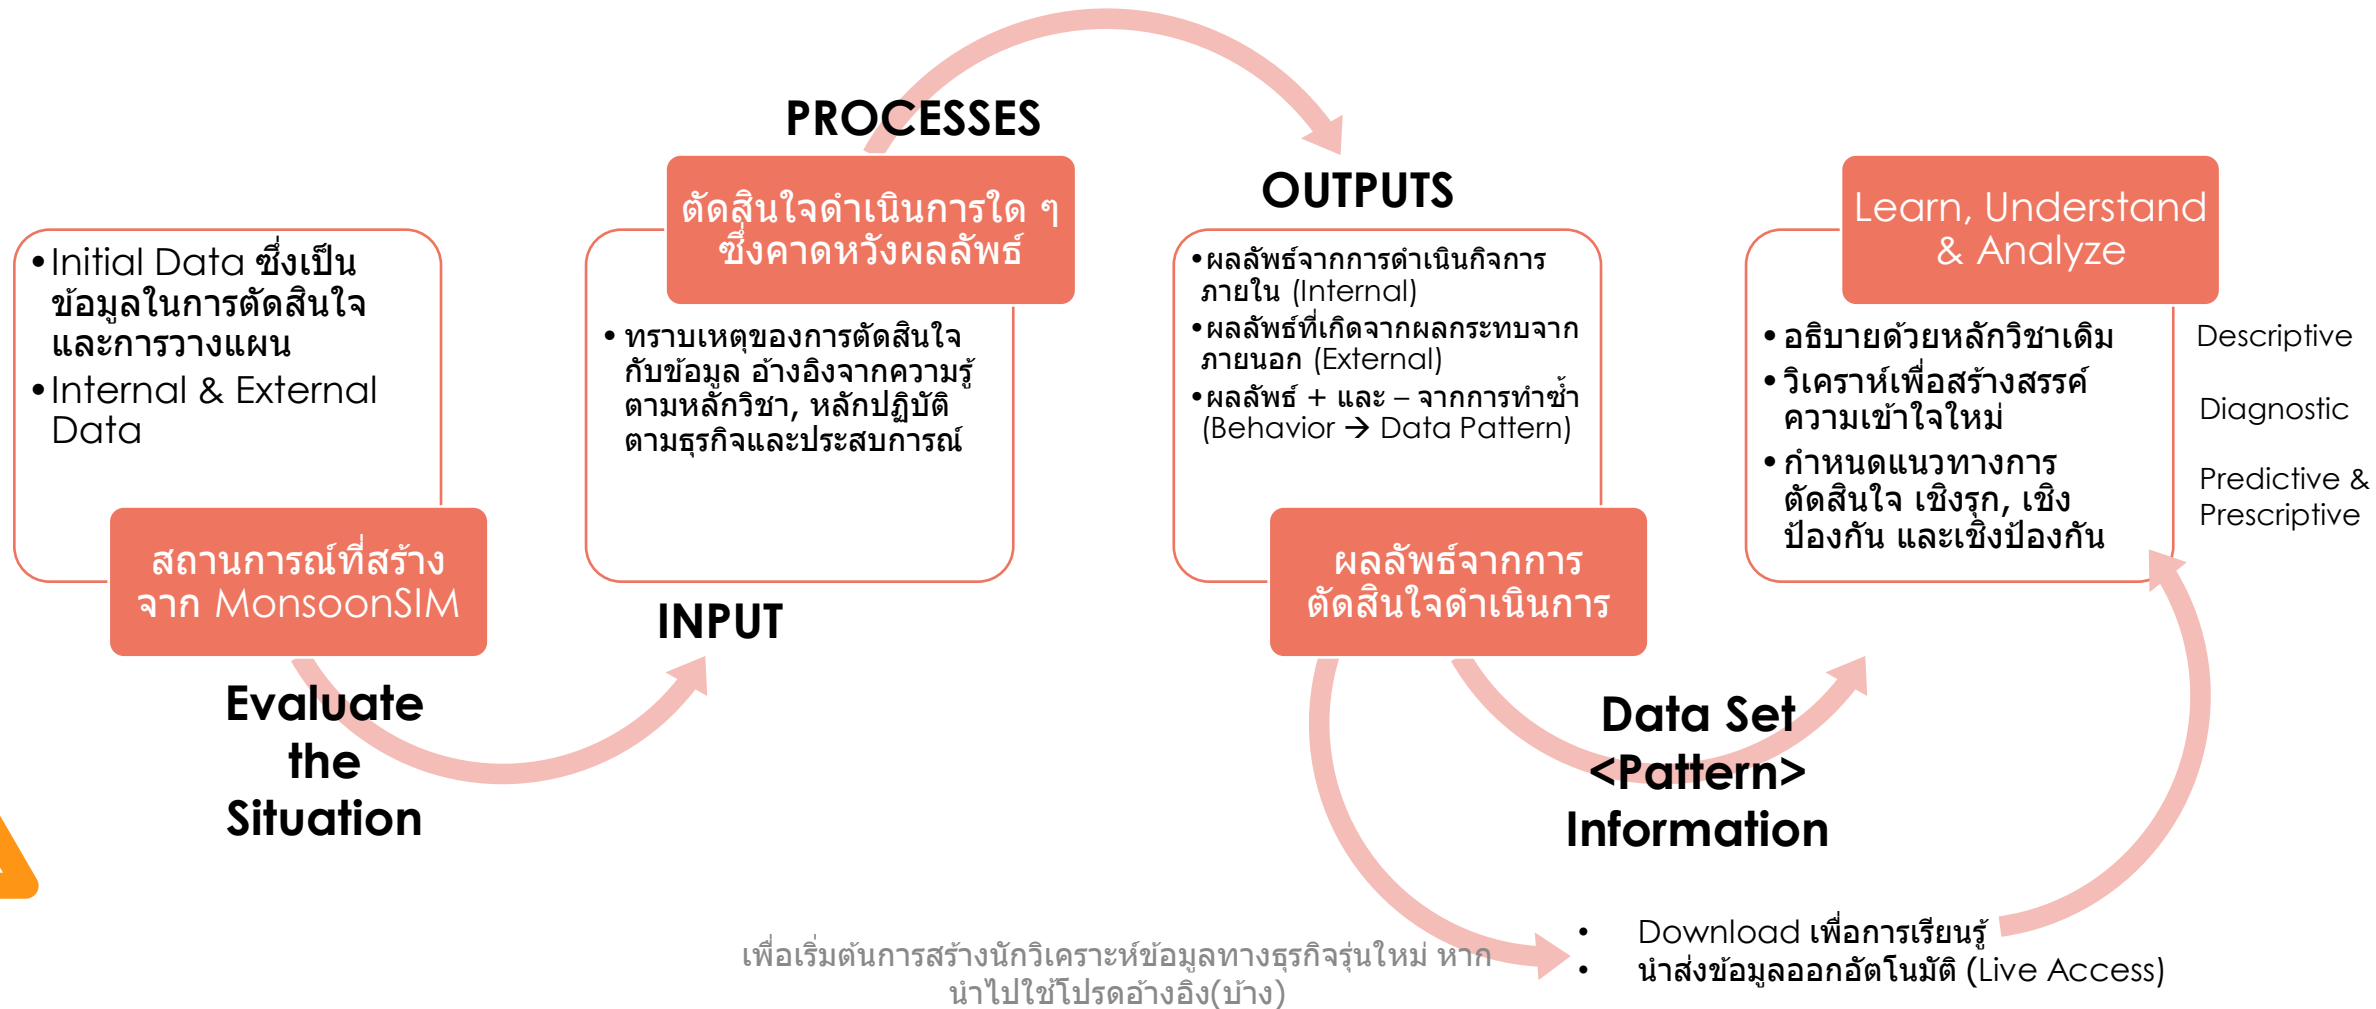 •Initial Data ซึ่งเป็น
ข้อมูลในการตัดสินใจ
และการวางแผน
•Internal & External
Data
สถานการณ์ที่สร้าง
จาก MonsoonSIM
Evaluate
the
Situation
PROCESSES
ตัดสินใจดำเนินการใด ๆ
ซึ่งคาดหวังผลลัพธ์
• ทราบเหตุของการตัดสินใจ
กับข้อมูล อ้างอิงจากความรู้
ตามหลักวิชา, หลักปฏิบัติ
ตามธุรกิจและประสบการณ์
INPUT
OUTPUTS
•ผลลัพธ์จากการดำเนินกิจการ
ภายใน (Internal)
•ผลลัพธ์ที่เกิดจากผลกระทบจาก
ภายนอก (External)
•ผลลัพธ์ + และ – จากการทำซ้ำ
(Behavior → Data Pattern)
ผลลัพธ์จากการ
ตัดสินใจดำเนินการ
Data Set
<Pattern>
Information
Learn, Understand
& Analyze
•อธิบายด้วยหลักวิชาเดิม
•วิเคราะห์เพื่อสร้างสรรค์
ความเข้าใจใหม่
•กำหนดแนวทางการ
ตัดสินใจ เชิงรุก, เชิง
ป้องกัน และเชิงป้องกัน
Descriptive
Diagnostic
Predictive &
Prescriptive
• Download เพื่อการเรียนรู้
• นำส่งข้อมูลออกอัตโนมัติ (Live Access)
เพื่อเริ่มต้นการสร้างนักวิเคราะห์ข้อมูลทางธุรกิจรุ่นใหม่ หาก
นำไปใช้โปรดอ้างอิง(บ้าง)